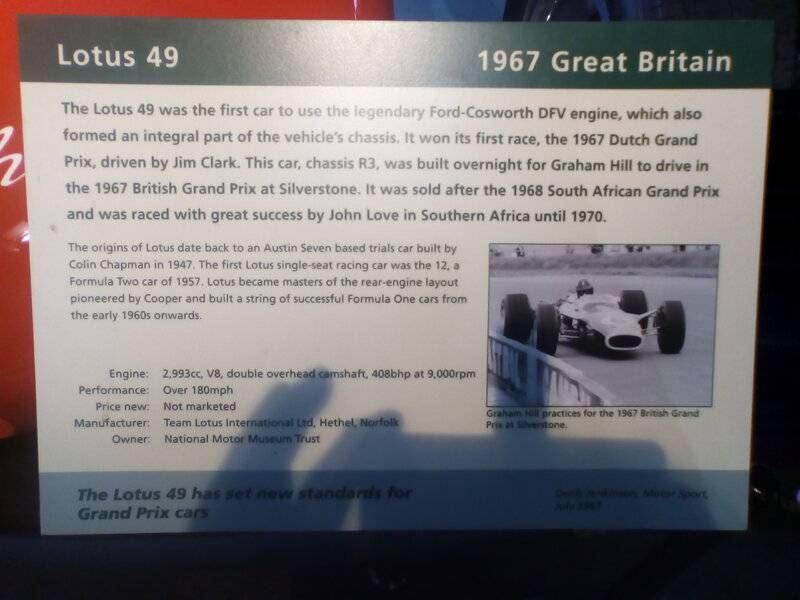 Lotus 49
1967 Great Britain
The Lotus 49 was the first car to use the legendary Ford-Cosworth DFV engine, which also
formed an integral part of the vehicle's chassis. It won its first race, the 1967 Dutch Grand
Prix, driven by Jim Clark. This car, chassis R3, was built overnight for Graham Hill to drive in
the 1967 British Grand Prix at Silverstone. It was sold after the 1968 South African Grand Prix
and was raced with great success by John Love in Southern Africa until 1970.
The origins of Lotus date back to an Austin Seven based trials car built by
Colin Chapman in 1947. The first Lotus single-seat racing car was the 12, a
Formula Two car of 1957. Lotus became masters of the rear-engine layout
pioneered by Cooper and built a string of successful Formula One cars from
the early 1960s onwards.
Engine: 2,993cc, V8, double overhead camshaft, 408bhp at 9,000rpm
Performance: Over 180mph
Price new: Not marketed
Manufacturer: Team Lotus International Ltd, Hethel, Norfolk
Owner: National Motor Museum Trust
Graham Hill practices for the 1967 British Grand
Prix at Silverstone.
The Lotus 49 has set new standards for
Grand Prix cars
Denis Jenkinson, Motor Sport,
July 1967